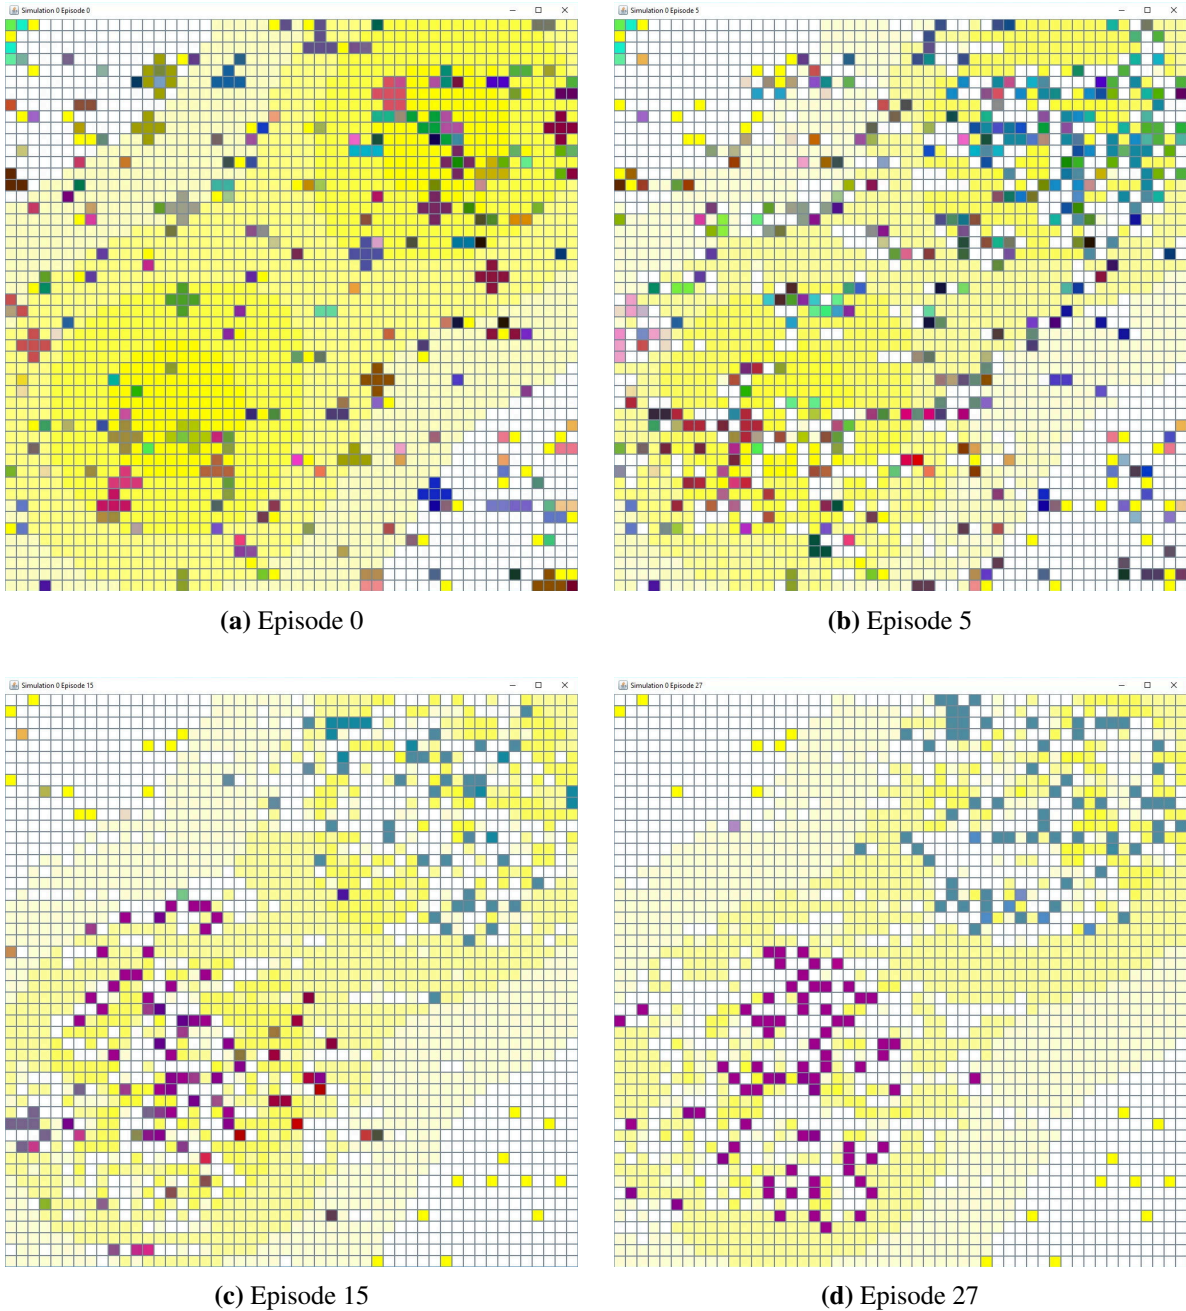 Simulation 0 Episode 0
Simulation 0 Episode 5
(a) Episode 0
(b) Episode 5
Simulation 0 Episode 15
Simulation 0 Episode 27
(c) Episode 15
(d) Episode 27